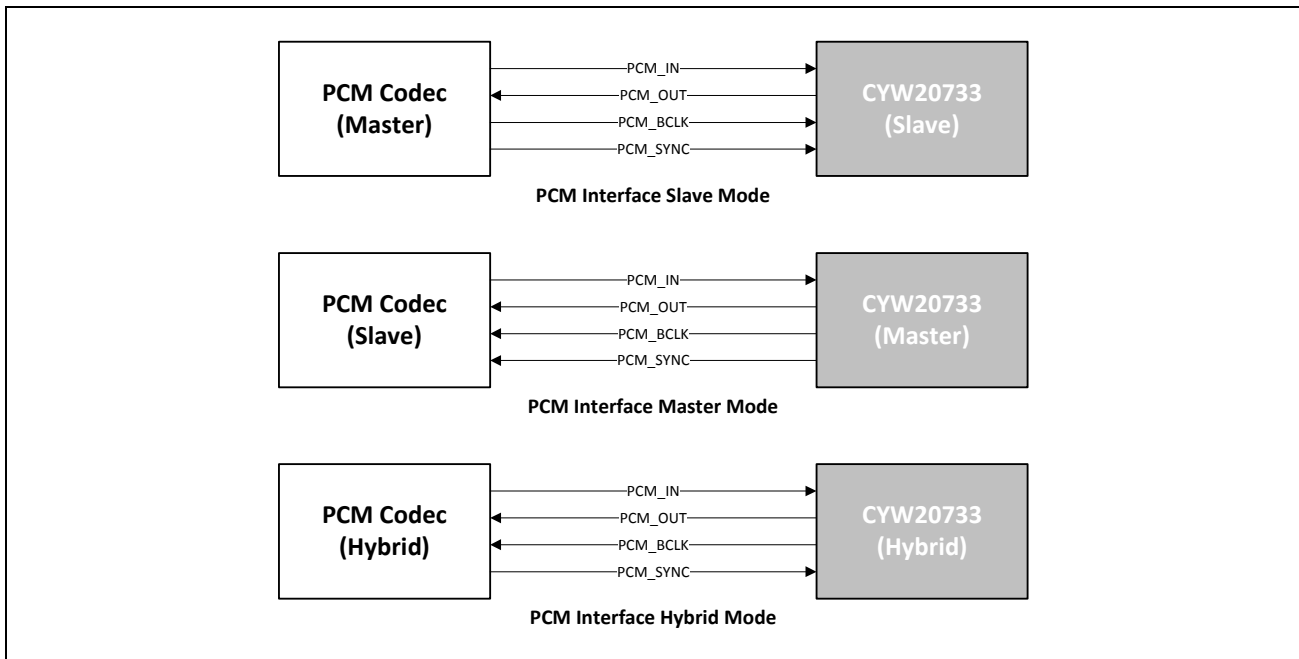 PCM Codec
(Master)
PCM_IN
PCM_OUT
PCM_BCLK
PCM_SYNC
CYW20733
(Slave)
PCM Interface Slave Mode
PCM Codec
(Slave)
PCM_IN
PCM_OUT
PCM_BCLK
PCM_SYNC
CYW20733
(Master)
PCM Interface Master Mode
PCM Codec
(Hybrid)
PCM_IN
PCM_OUT
PCM_BCLK
PCM_SYNC
CYW20733
(Hybrid)
PCM Interface Hybrid Mode